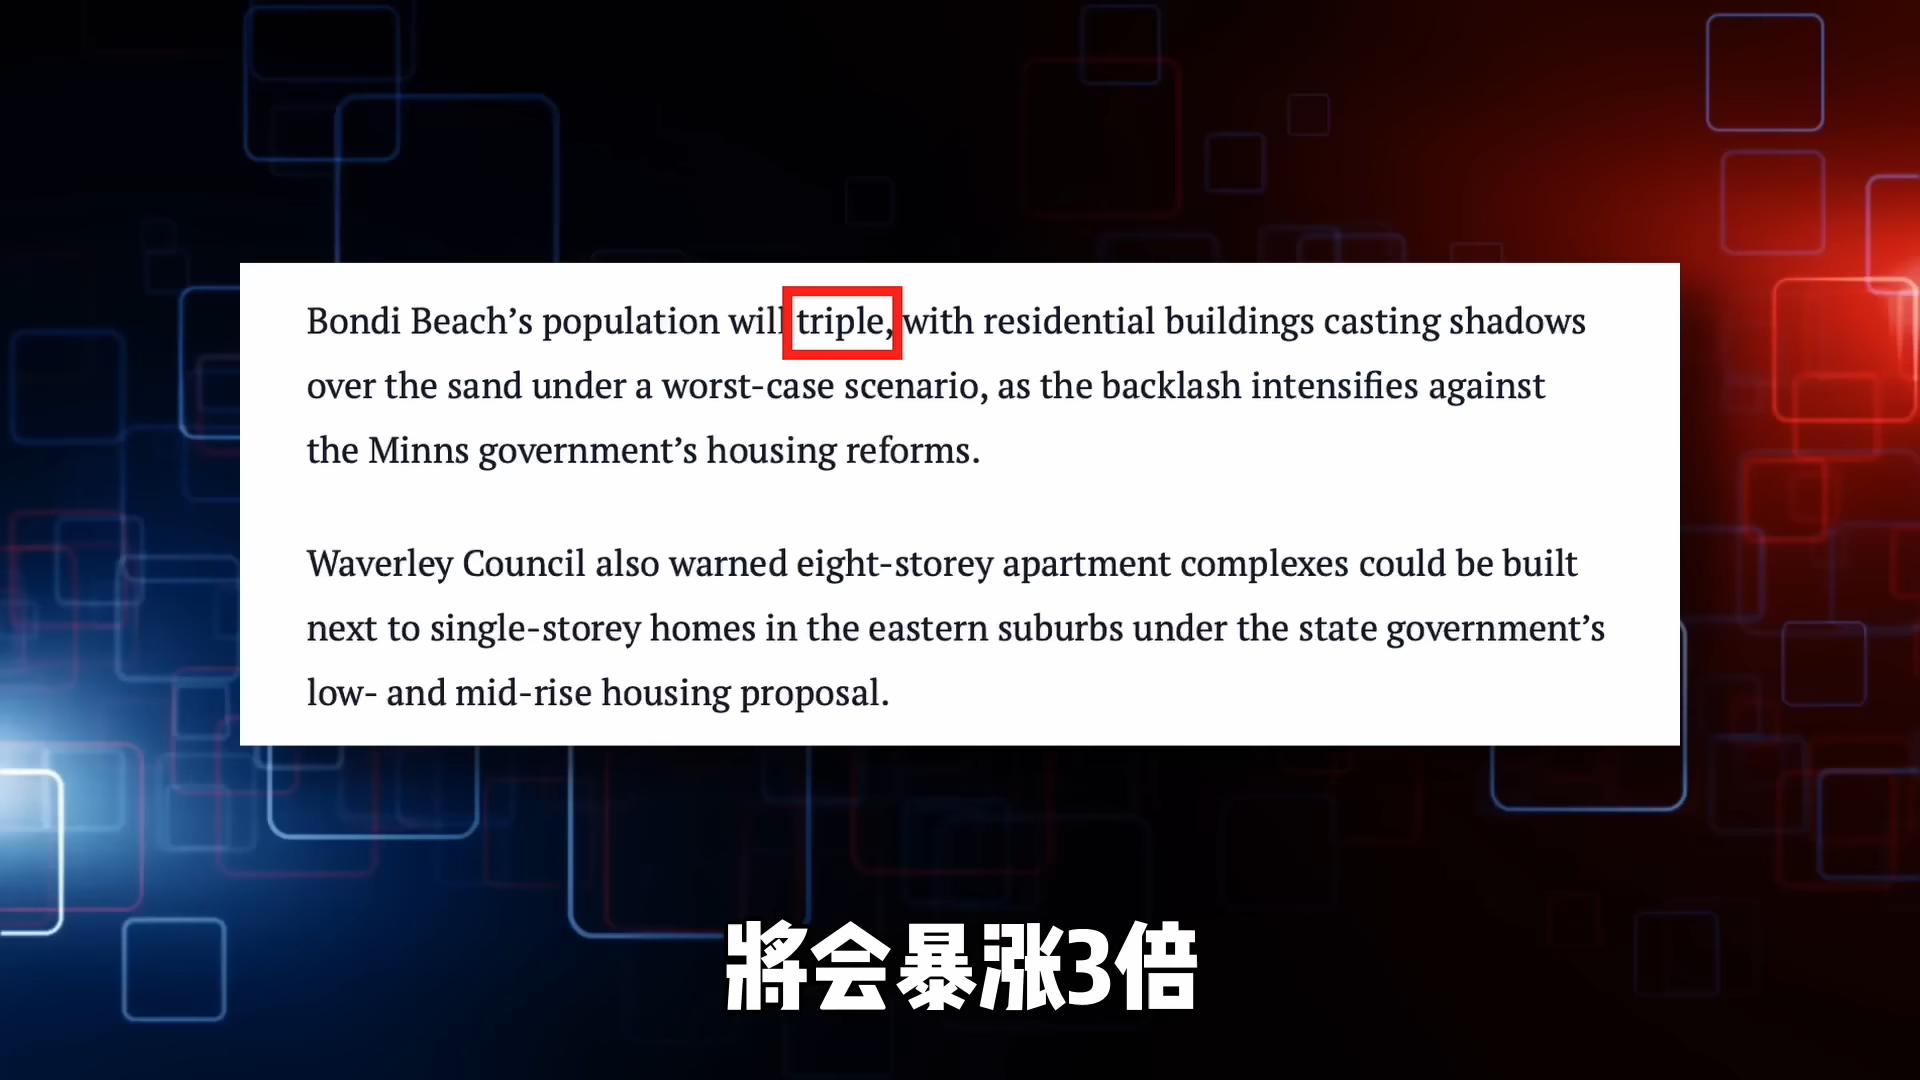 Bondi Beach’s population will triple, with residential buildings casting shadows
over the sand under a worst-case scenario, as the backlash intensifies against
the Minns government’s housing reforms.
Waverley Council also warned eight-storey apartment complexes could be built
next to single-storey homes in the eastern suburbs under the state government’s
low- and mid-rise housing proposal.
將会暴涨3倍